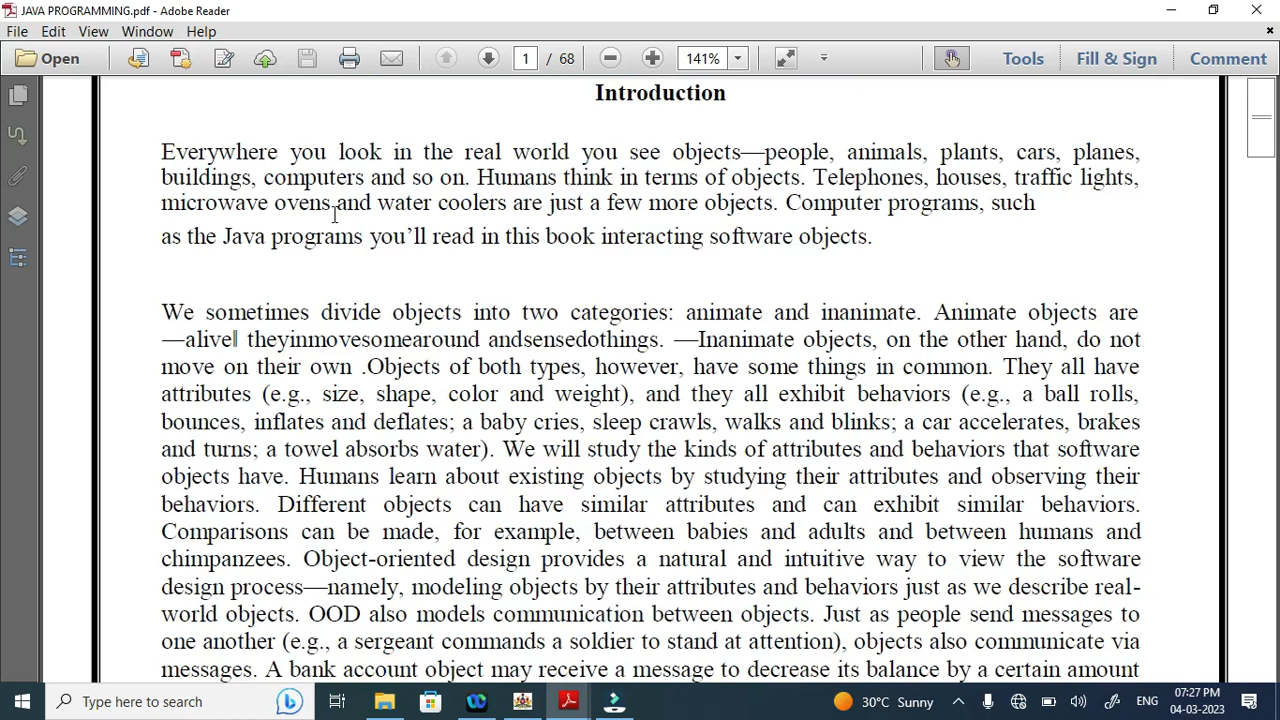 JAVA PROGRAMMING.pdf - Adobe Reader
File Edit View Window Help
Open 1 / 68 141% Tools Fill & Sign Comment
Introduction
Everywhere you look in the real world you see objects—people, animals, plants, cars, planes,
buildings, computers and so on. Humans think in terms of objects. Telephones, houses, traffic lights,
microwave ovens and water coolers are just a few more objects. Computer programs, such
as the Java programs you’ll read in this book interacting software objects.
We sometimes divide objects into two categories: animate and inanimate. Animate objects are
―alive‖ theyinmovesomearound andsensedothings. ―Inanimate objects, on the other hand, do not
move on their own .Objects of both types, however, have some things in common. They all have
attributes (e.g., size, shape, color and weight), and they all exhibit behaviors (e.g., a ball rolls,
bounces, inflates and deflates; a baby cries, sleep crawls, walks and blinks; a car accelerates, brakes
and turns; a towel absorbs water). We will study the kinds of attributes and behaviors that software
objects have. Humans learn about existing objects by studying their attributes and observing their
behaviors. Different objects can have similar attributes and can exhibit similar behaviors.
Comparisons can be made, for example, between babies and adults and between humans and
chimpanzees. Object-oriented design provides a natural and intuitive way to view the software
design process—namely, modeling objects by their attributes and behaviors just as we describe real-
world objects. OOD also models communication between objects. Just as people send messages to
one another (e.g., a sergeant commands a soldier to stand at attention), objects also communicate via
messages. A bank account object may receive a message to decrease its balance by a certain amount
Type here to search 30°C Sunny ENG 07:27 PM
04-03-2023